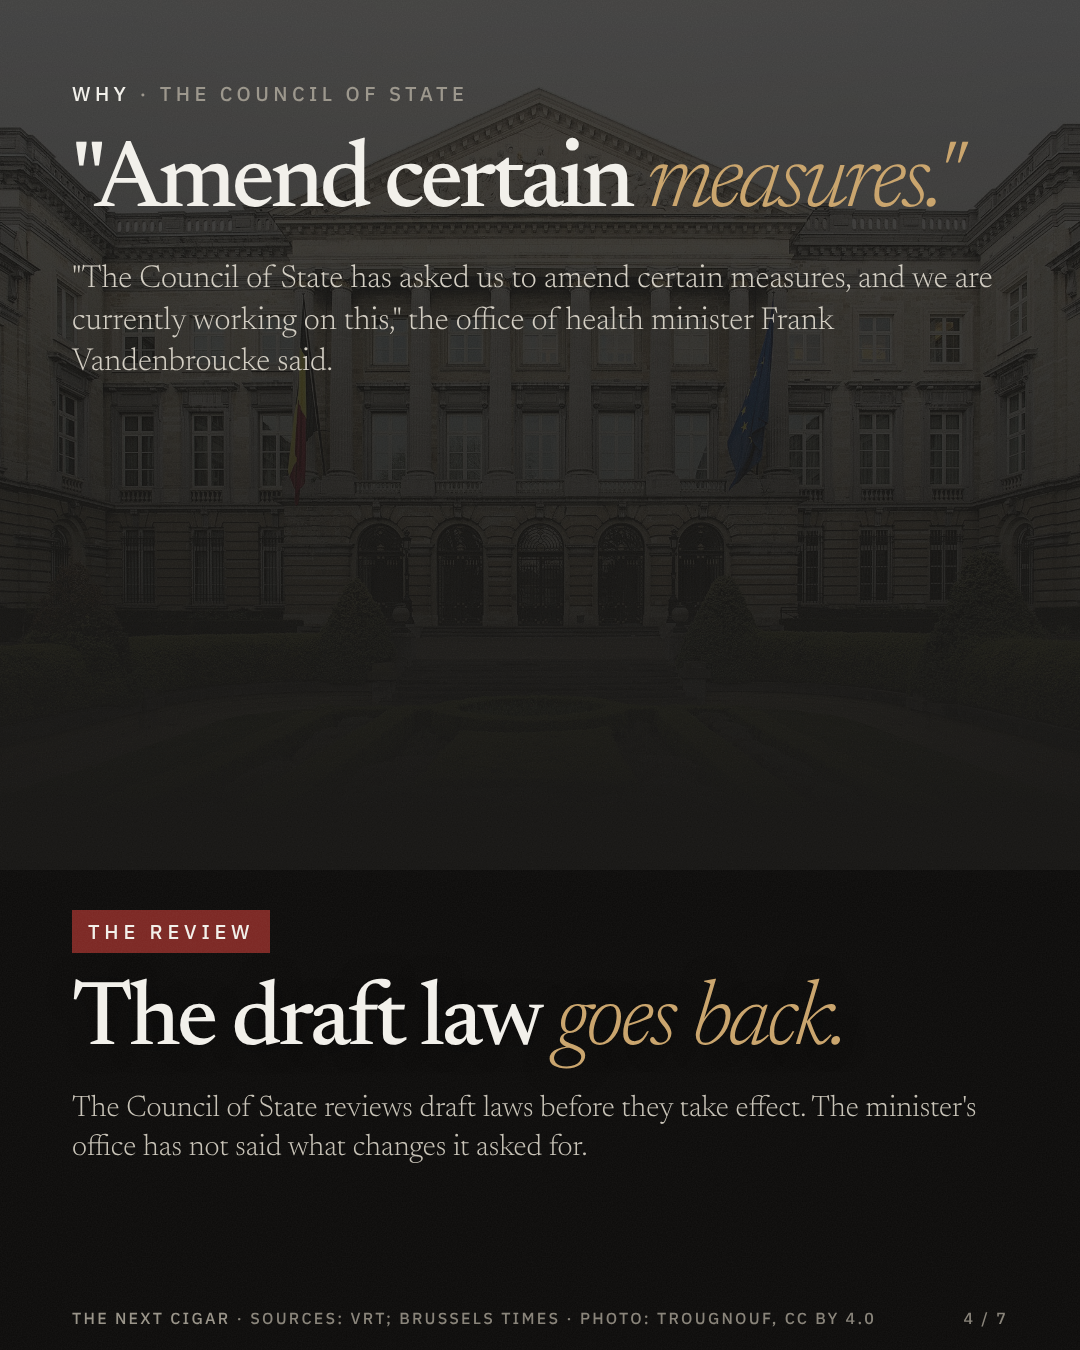 WHY · THE COUNCIL OF STATE
"Amend certain measures."
"The Council of State has asked us to amend certain measures, and we are
currently working on this," the office of health minister Frank
Vandenbroucke said.
THE REVIEW
The draft law goes back.
The Council of State reviews draft laws before they take effect. The minister's
office has not said what changes it asked for.
THE NEXT CIGAR · SOURCES: VRT; BRUSSELS TIMES · PHOTO: TROUGNOUF, CC BY 4.0 4 / 7